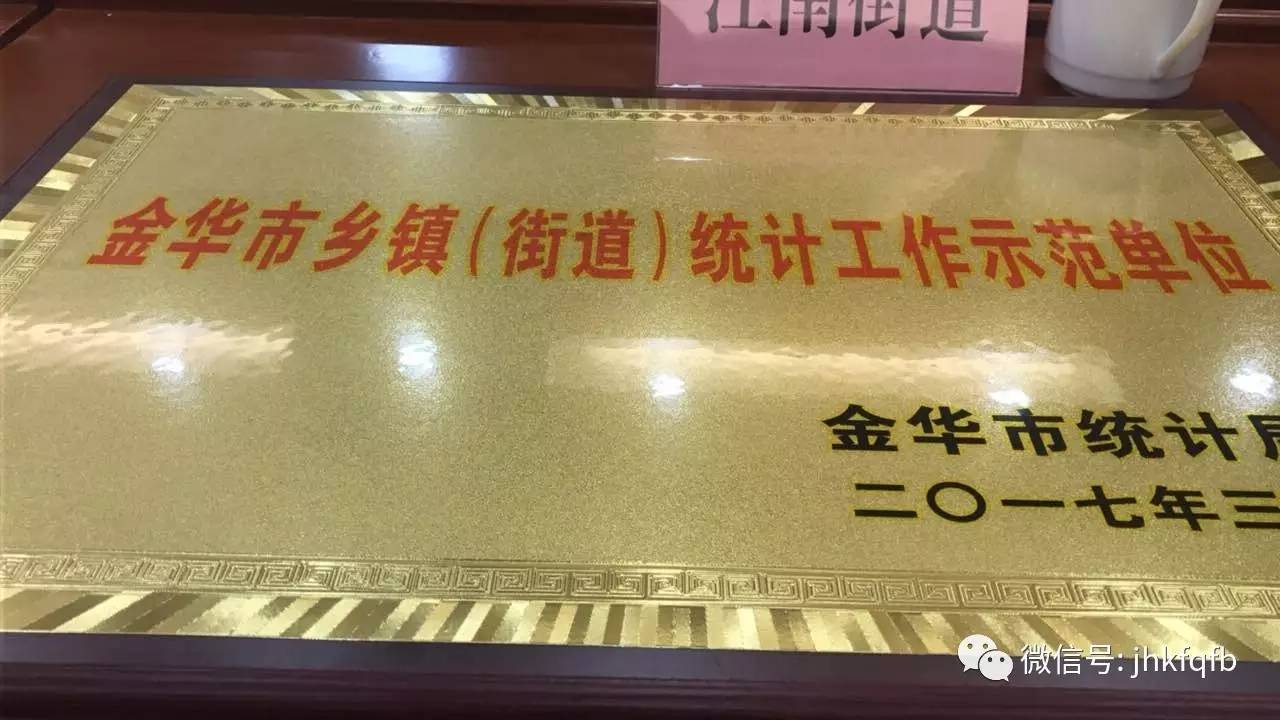 江南街道
金华市乡镇(街道)统计工作示范单位
金华市统计局
二〇一七年三
微信号: jhkfqfb